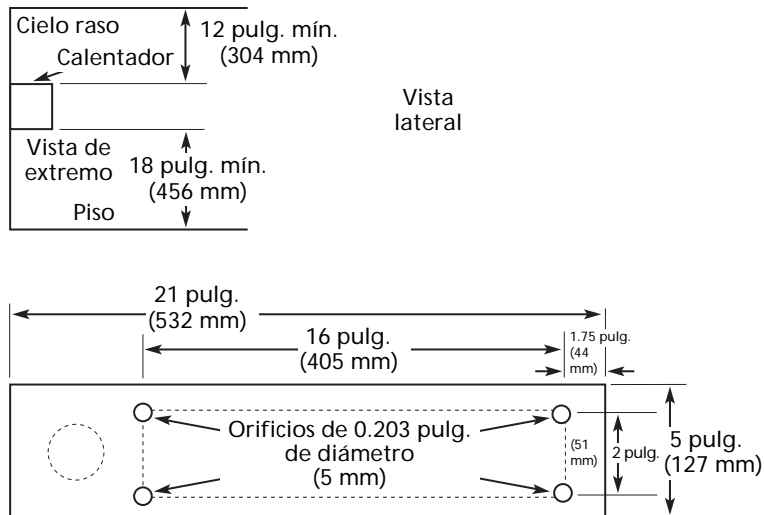 Cielo raso
Calentador
12 pulg. mín.
(304 mm)
Vista
lateral
Vista de
extremo
18 pulg. mín.
(456 mm)
Piso
21 pulg.
(532 mm)
16 pulg.
(405 mm)
1.75 pulg.
(44
mm)
Orificios de 0.203 pulg.
de diámetro
(5 mm)
(51
mm)
2 pulg.
5 pulg.
(127 mm)